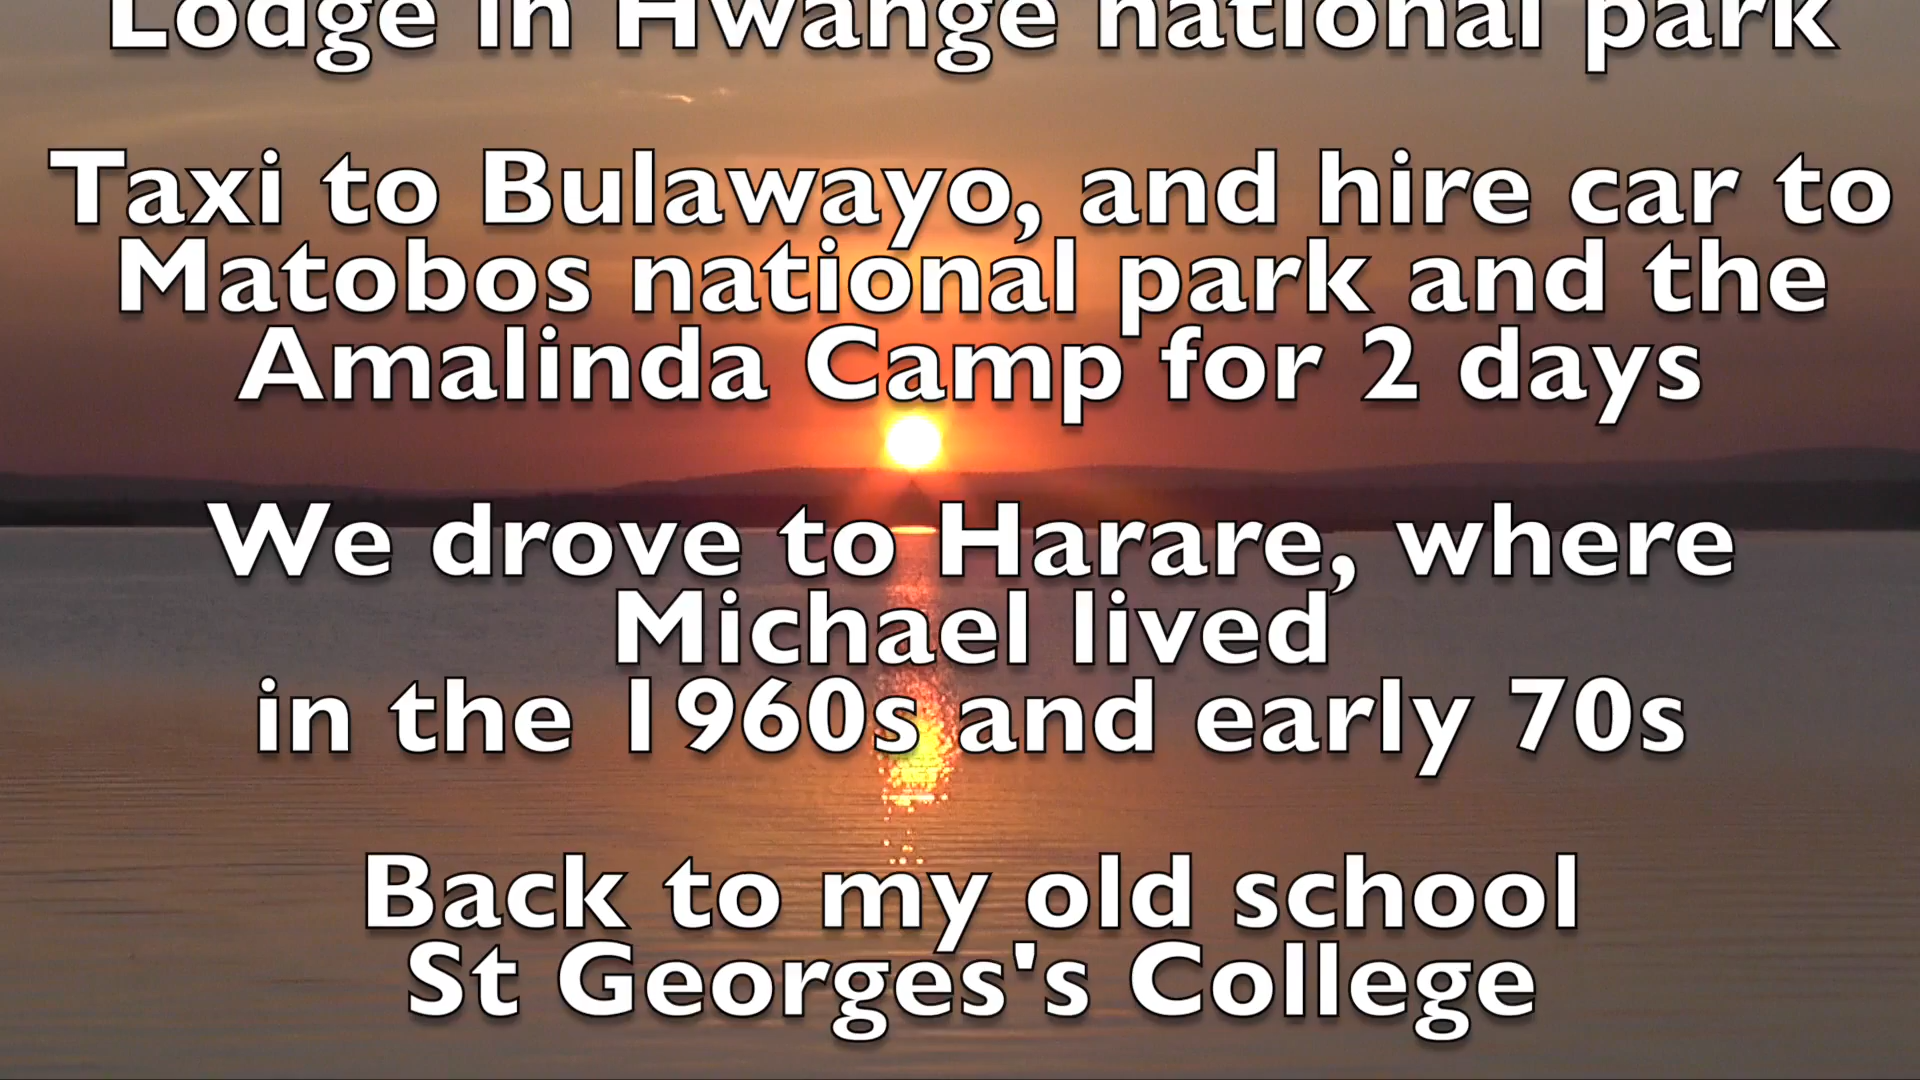 Lodge in Hwange national park
Taxi to Bulawayo, and hire car to
Matobos national park and the
Amalinda Camp for 2 days
We drove to Harare, where
Michael lived
in the 1960s and early 70s
Back to my old school
St Georges's College